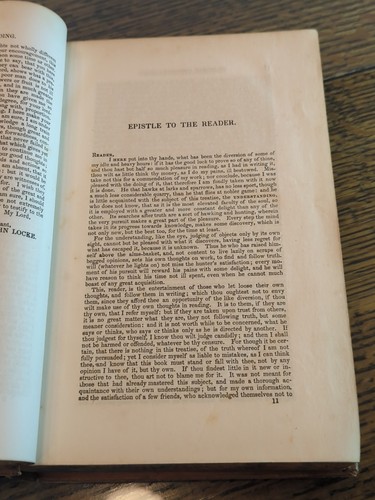 DING.
JOHN LOCKE.
My Lord,
EPISTLE TO THE READER.
READER,
I HERE put into thy hands, what has been the diversion of some of
my idle and heavy hours: if it has the good luck to prove so of any of thine,
and thou hast but half so much pleasure in reading, as I had in writing it,
thou wilt as little think thy money, as I do my pains, ill bestowed. Mis-
take not this for a commendation of my work; nor conclude, because I was
pleased with the doing of it, that therefore I am fondly taken with it now
it is done. He that hawks at larks and sparrows, has no less sport, though
a much less considerable quarry, than he that flies at nobler game: and he
is little acquainted with the subject of this treatise, the understanding,
who does not know, that as it is the most elevated faculty of the soul, so
it is employed with a greater and more constant delight than any of the
other. Its searches after truth are a sort of hawking and hunting, wherein
the very pursuit makes a great part of the pleasure. Every step the mind
takes in its progress towards knowledge, makes some discovery, which is
not only new, but the best too, for the time at least.
For the understanding, like the eye, judging of objects only by its own
sight, cannot but be pleased with what it discovers, having less regret for
what has escaped it, because it is unknown. Thus he who has raised him-
self above the alms-basket, and, not content to live lazily on scraps of
begged opinions, sets his own thoughts on work, to find and follow truth,
will (whatever he lights on) not miss the hunter's satisfaction; every mo-
ment of his pursuit will reward his pains with some delight, and he will
have reason to think his time not ill spent, even when he cannot much
boast of any great acquisition.
This, reader, is the entertainment of those who let loose their own
thoughts, and follow them in writing; which thou oughtest not to envy
them, since they afford thee an opportunity of the like diversion, if thou
wilt make use of thy own thoughts in reading. It is to them, if they are
thy own, that I refer myself: but if they are taken upon trust from others,
it is no great matter what they are, they not following truth, but some
meaner consideration: and it is not worth while to be concerned, what he
says or thinks, who says or thinks only as he is directed by another. If
thou judgest for thyself, I know thou wilt judge candidly; and then I shall
not be harmed or offended, whatever be thy censure. For though it be cer-
tain, that there is nothing in this treatise, of the truth whereof I am not
fully persuaded; yet I consider myself as liable to mistakes, as I can think
thee, and know that this book must stand or fall with thee, not by any
opinion I have of it, but thy own. If thou findest little in it new or in-
structive to thee, thou art not to blame me for it. It was not meant for
those that had already mastered this subject, and made a thorough ac-
quaintance with their own understandings; but for my own information,
and the satisfaction of a few friends, who acknowledged themselves not to
11